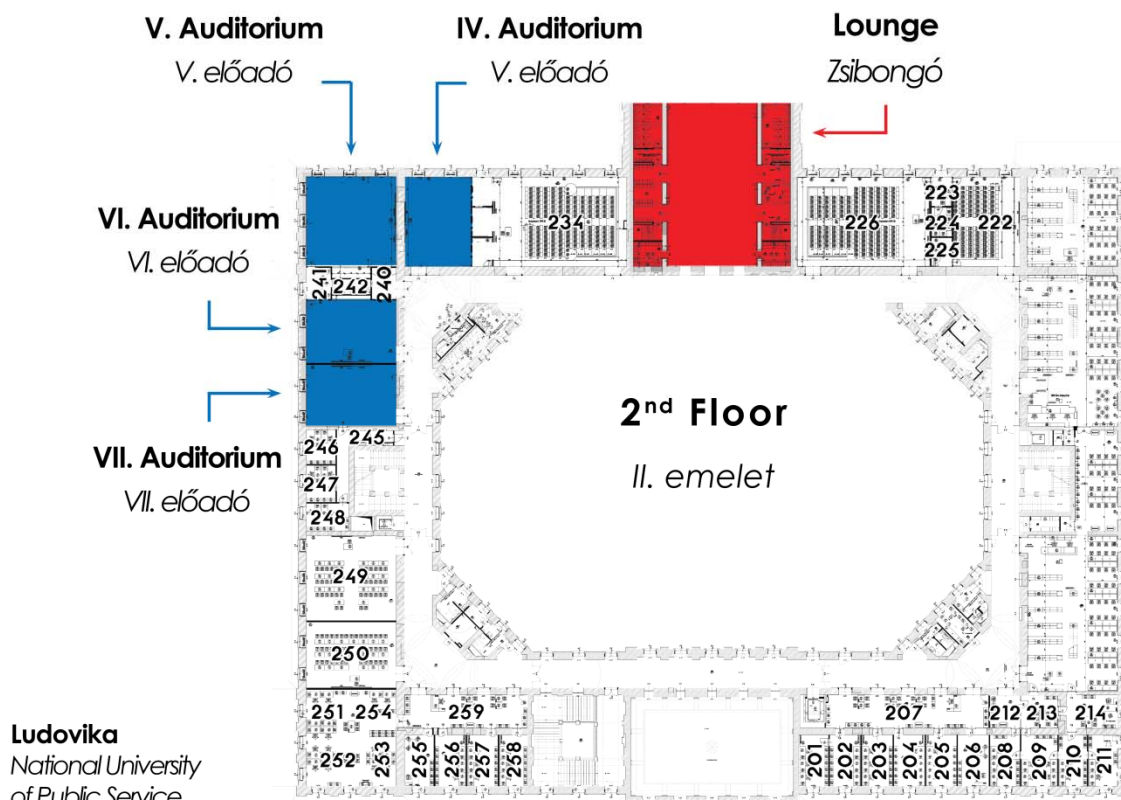 V. Auditorium
V. előadó
IV. Auditorium
V. előadó
Lounge
Zsibongó
VI. Auditorium
VI. előadó
VII. Auditorium
VII. előadó
234
226
223
224
225
222
241
242
240
2nd Floor
II. emelet
245
246
247
248
249
250
251
254
252
253
259
255
256
257
258
207
212
213
214
201
202
203
204
205
206
208
209
210
211
Ludovika
National University
of Public Service